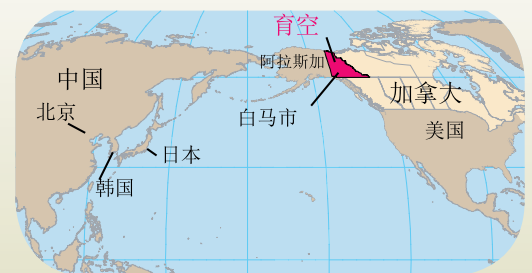 育空
阿拉斯加
中国
加拿大
北京
白马市
美国
日本
韩国